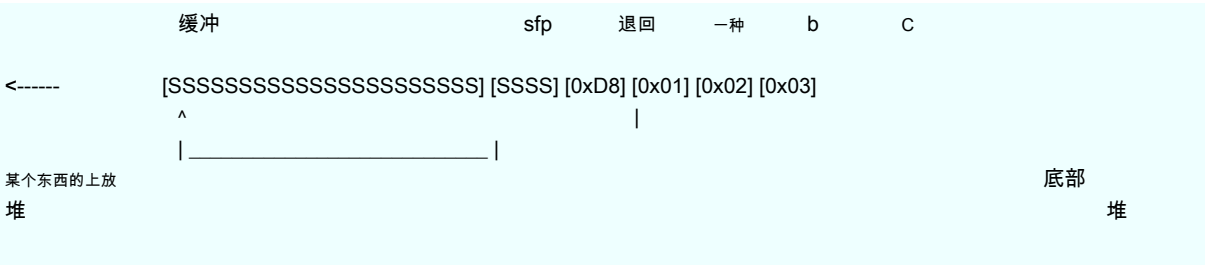 缓冲 sfp 退回 一种 b C
<------ [SSSSSSSSSSSSSSSSSSSSSS] [SSSS] [0xD8] [0x01] [0x02] [0x03]
^ |
|____________________________|
某个东西的上放 底部
堆 堆